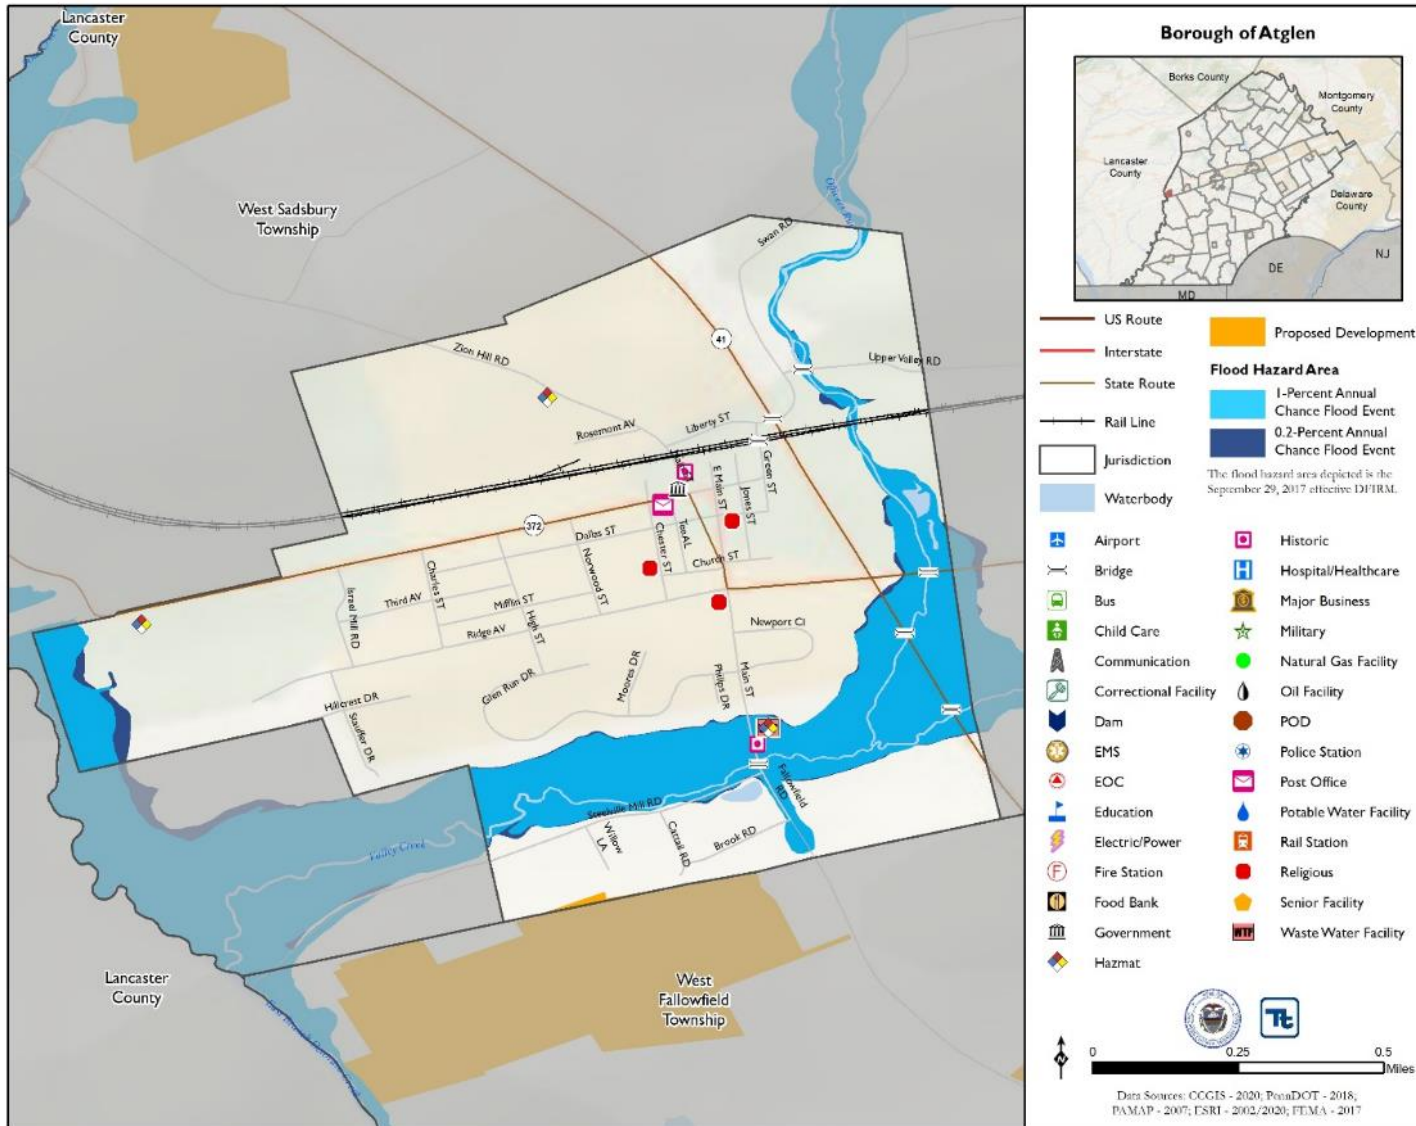 Lancaster
County
West Sadsbury
Township
Swan RD
41
Zion Hill RD
Upper Valley RD
Liberty ST
Rosemont AV
E Main ST
Green ST
Jones ST
372
Dallas ST
Chester ST
Tee AL
Church ST
Norwood ST
Charles ST
Third AV
Mifflin ST
Israel Mill RD
High ST
Ridge AV
Newport CI
Moores DR
Main ST
Philips DR
Glen Run DR
Hillcrest DR
Stauffer DR
Fallowfield
RD
Steelville Mill RD
Willow
LA
Cattail RD
Brook RD
Valley Creek
Lancaster
County
West
Fallowfield
Township
Borough of Atglen
Berks County
Montgomery
County
Lancaster
County
Delaware
County
NJ
DE
MD
US Route
Interstate
State Route
Rail Line
Jurisdiction
Waterbody
Proposed Development
Flood Hazard Area
1-Percent Annual
Chance Flood Event
0.2-Percent Annual
Chance Flood Event
The flood hazard area depicted is the
September 29, 2017 effective DFIRM.
Airport
Bridge
Bus
Child Care
Communication
Correctional Facility
Dam
EMS
EOC
Education
Electric/Power
F
Fire Station
Food Bank
Government
Hazmat
Historic
H
Hospital/Healthcare
Major Business
Military
Natural Gas Facility
Oil Facility
POD
Police Station
Post Office
Potable Water Facility
Rail Station
Religious
Senior Facility
WTP
Waste Water Facility
Tt
N
0 0.25 0.5
Miles
Data Sources: CCGIS - 2020; PennDOT - 2018;
PAMAP - 2007; ESRI - 2002/2020; FEMA - 2017